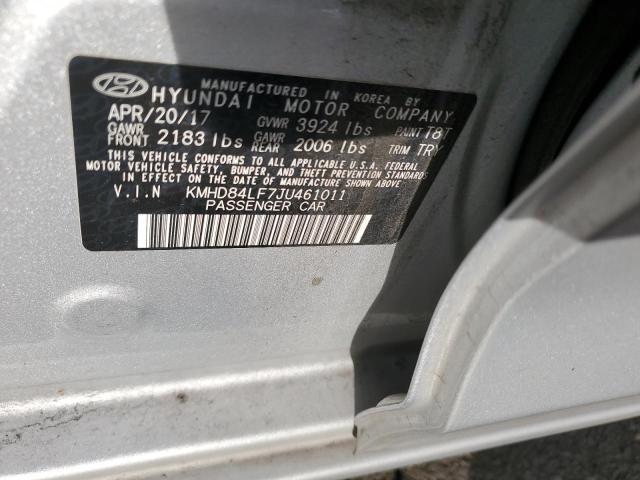 MANUFACTURED IN KOREA BY
HYUNDAI MOTOR COMPANY
APR/20/17 GVWR 3924 lbs PAINT T8T
GAWR FRONT 2183 lbs GAWR REAR 2006 lbs TRIM TRY
THIS VEHICLE CONFORMS TO ALL APPLICABLE U.S.A. FEDERAL
MOTOR VEHICLE SAFETY, BUMPER, AND THEFT PREVENTION STANDARDS
IN EFFECT ON THE DATE OF MANUFACTURE SHOWN ABOVE.
V.I.N KMHD84LF7JU461011
PASSENGER CAR